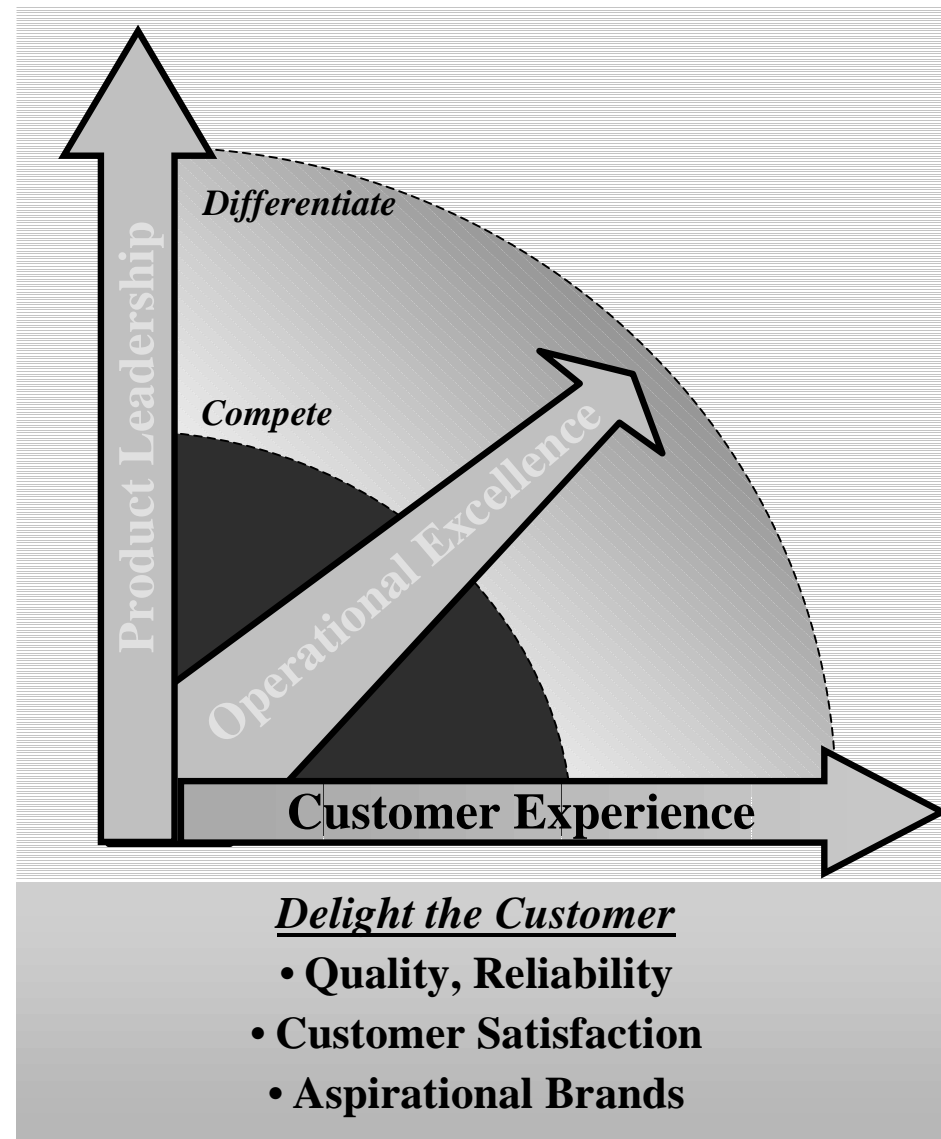 Differentiate
Compete
Product Leadership
Operational Excellence
Customer Experience
Delight the Customer
• Quality, Reliability
• Customer Satisfaction
• Aspirational Brands